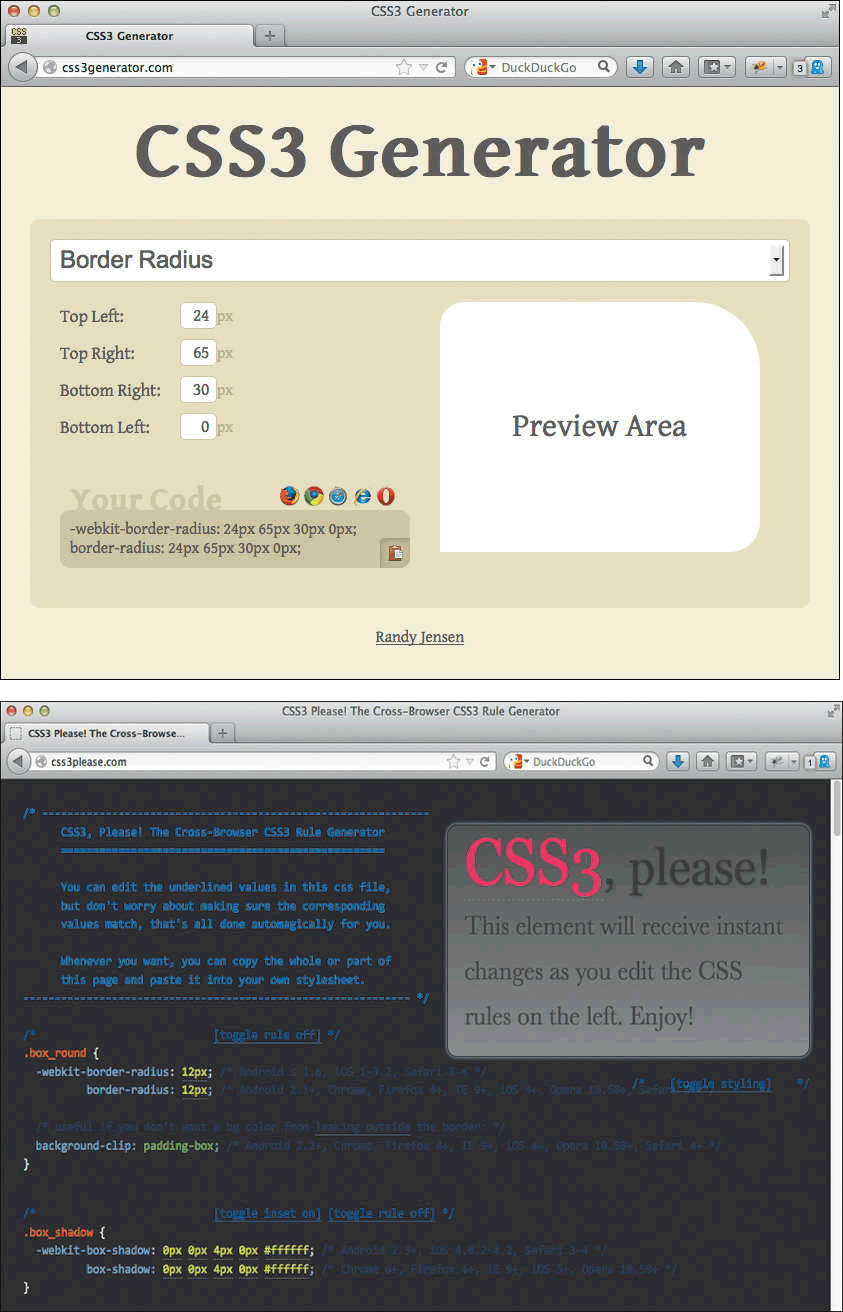 CSS3 Generator
CSS
3
CSS3 Generator
css3generator.com
DuckDuckGo
3
CSS3 Generator
Border Radius
Top Left: 24 px
Top Right: 65 px
Bottom Right: 30 px
Bottom Left: 0 px
Preview Area
Your Code
-webkit-border-radius: 24px 65px 30px 0px;
border-radius: 24px 65px 30px 0px;
Randy Jensen
CSS3 Please! The Cross-Browser CSS3 Rule Generator
CSS3 Please! The Cross-Browse...
css3please.com
DuckDuckGo
1
/* --------------------------------------------------------------
CSS3, Please! The Cross-Browser CSS3 Rule Generator
===================================================
You can edit the underlined values in this css file,
but don't worry about making sure the corresponding
values match, that's all done automagically for you.
Whenever you want, you can copy the whole or part of
this page and paste it into your own stylesheet.
-------------------------------------------------------------- */
CSS3, please!
This element will receive instant
changes as you edit the CSS
rules on the left. Enjoy!
/* [toggle styling] */
/* [toggle rule off] */
.box_round {
-webkit-border-radius: 12px; /* Android 1.6, iOS 1-3.2, Safari 3-4 */
border-radius: 12px; /* Android 2.1+, Chrome, Firefox 4+, IE 9+, iOS 4+, Opera 10.50+, Safari
/* useful if you don't want a bg color from leaking outside the border: */
background-clip: padding-box; /* Android 2.2+, Chrome, Firefox 4+, IE 9+, iOS 4+, Opera 10.50+, Safari 4+ */
}
/* [toggle inset on] [toggle rule off] */
.box_shadow {
-webkit-box-shadow: 0px 0px 4px 0px #ffffff; /* Android 2.3+, iOS 4.0.2-4.2, Safari 3-4 */
box-shadow: 0px 0px 4px 0px #ffffff; /* Chrome 6+, Firefox 4+, IE 9+, iOS 5+, Opera 10.50+ */
}